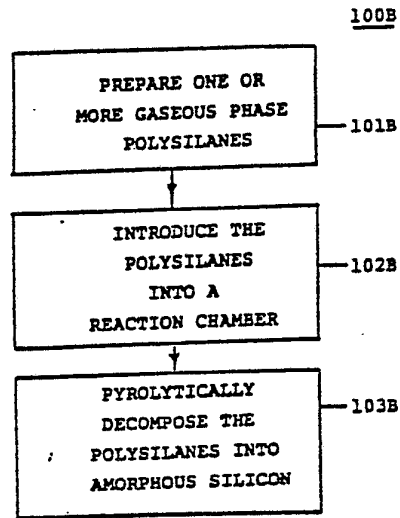 100B
PREPARE ONE OR
MORE GASEOUS PHASE
POLYSILANES
101B
INTRODUCE THE
POLYSILANES
INTO A
REACTION CHAMBER
102B
PYROLYTICALLY
DECOMPOSE THE
POLYSILANES INTO
AMORPHOUS SILICON
103B